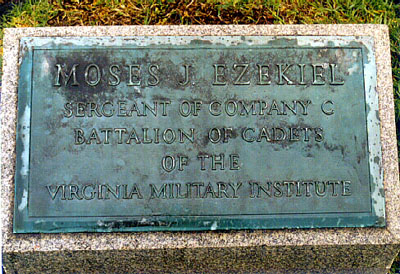 MOSES J. EZEKIEL
SERGEANT OF COMPANY C
BATTALION OF CADETS
OF THE
VIRGINIA MILITARY INSTITUTE